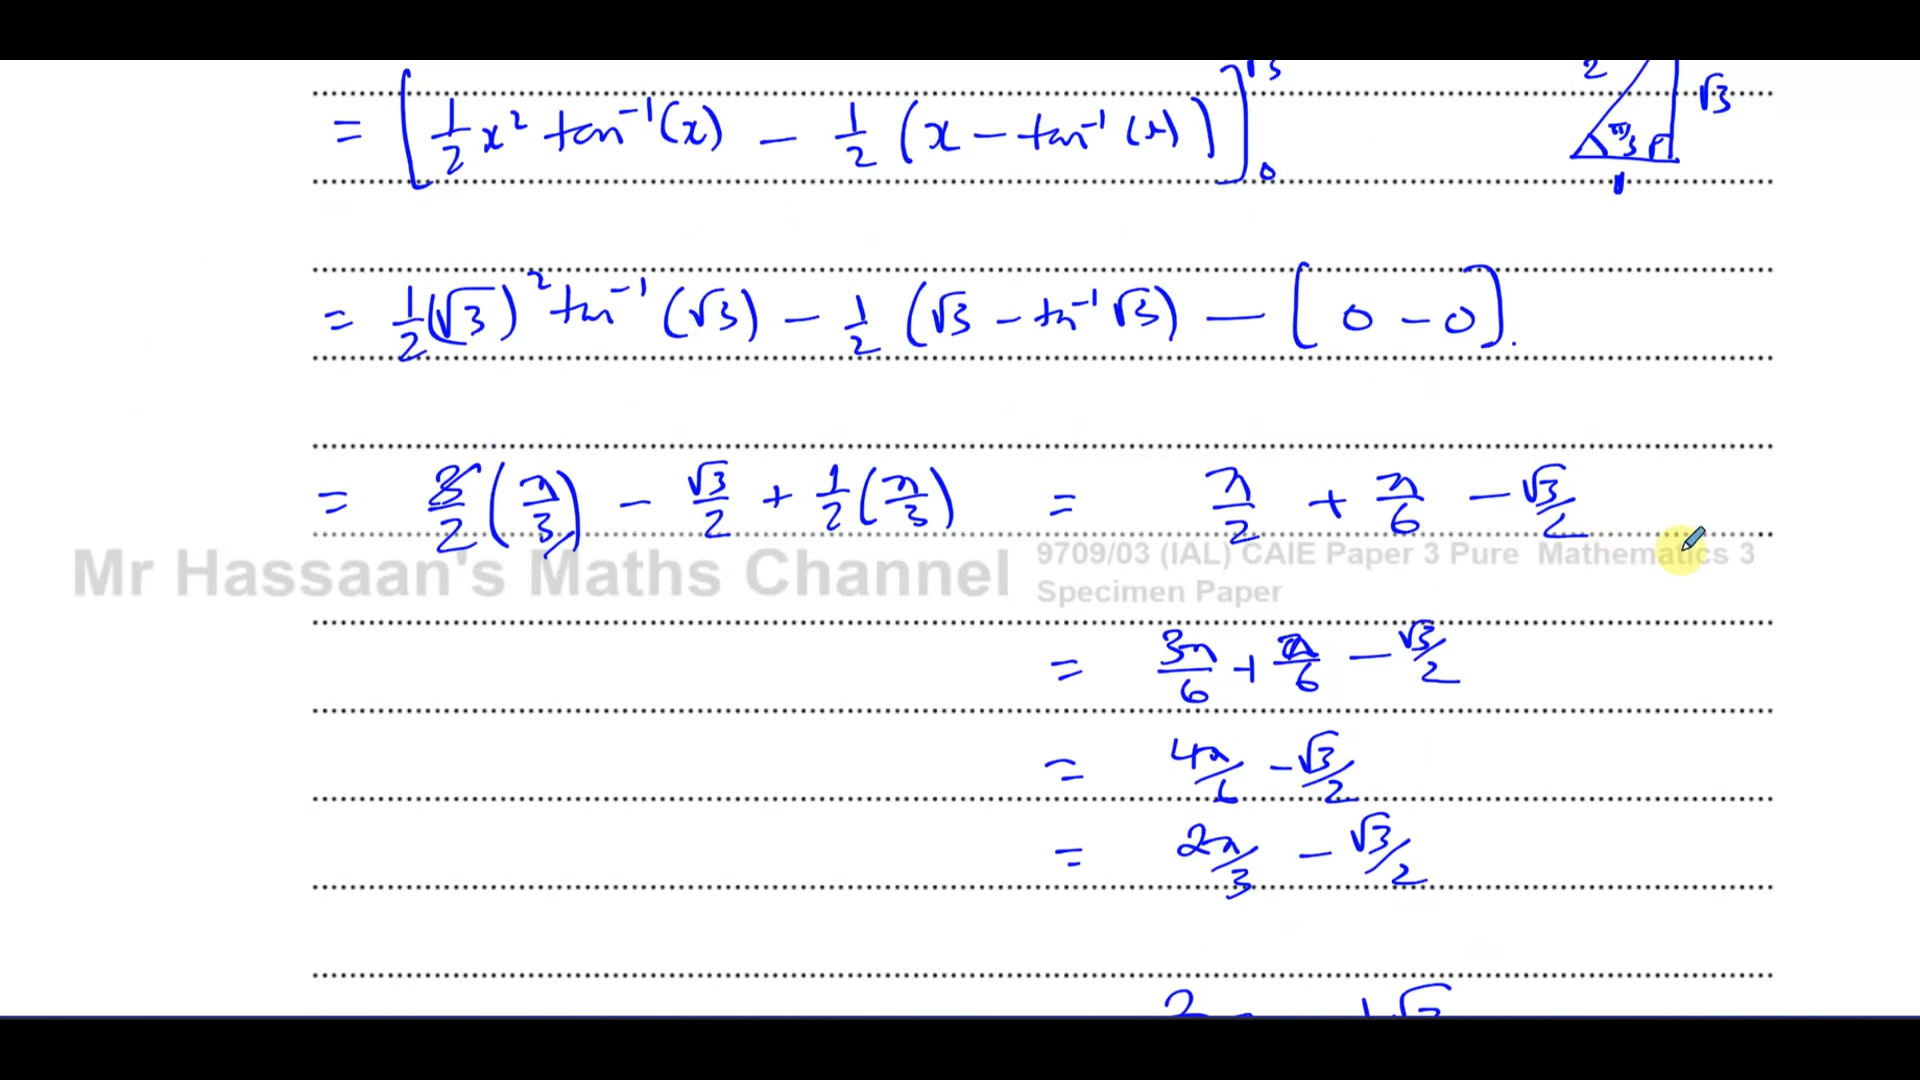 = [ 1/2 x² tan⁻¹(x) − 1/2 (x − tan⁻¹(x)) ]₀^√3
2 √3
π/3
1
= 1/2 (√3)² tan⁻¹(√3) − 1/2 (√3 − tan⁻¹ √3) − [0 − 0].
= 3/2 (π/3) − √3/2 + 1/2 (π/3) = π/2 + π/6 − √3/2
Mr Hassaan's Maths Channel
9709/03 (IAL) CAIE Paper 3 Pure Mathematics 3
Specimen Paper
= 3π/6 + π/6 − √3/2
= 4π/6 − √3/2
= 2π/3 − √3/2